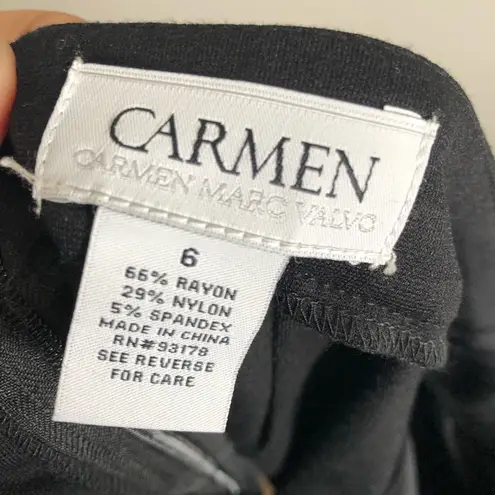 CARMEN
CARMEN MARC VALVO
6
66% RAYON
29% NYLON
5% SPANDEX
MADE IN CHINA
RN#93178
SEE REVERSE
FOR CARE